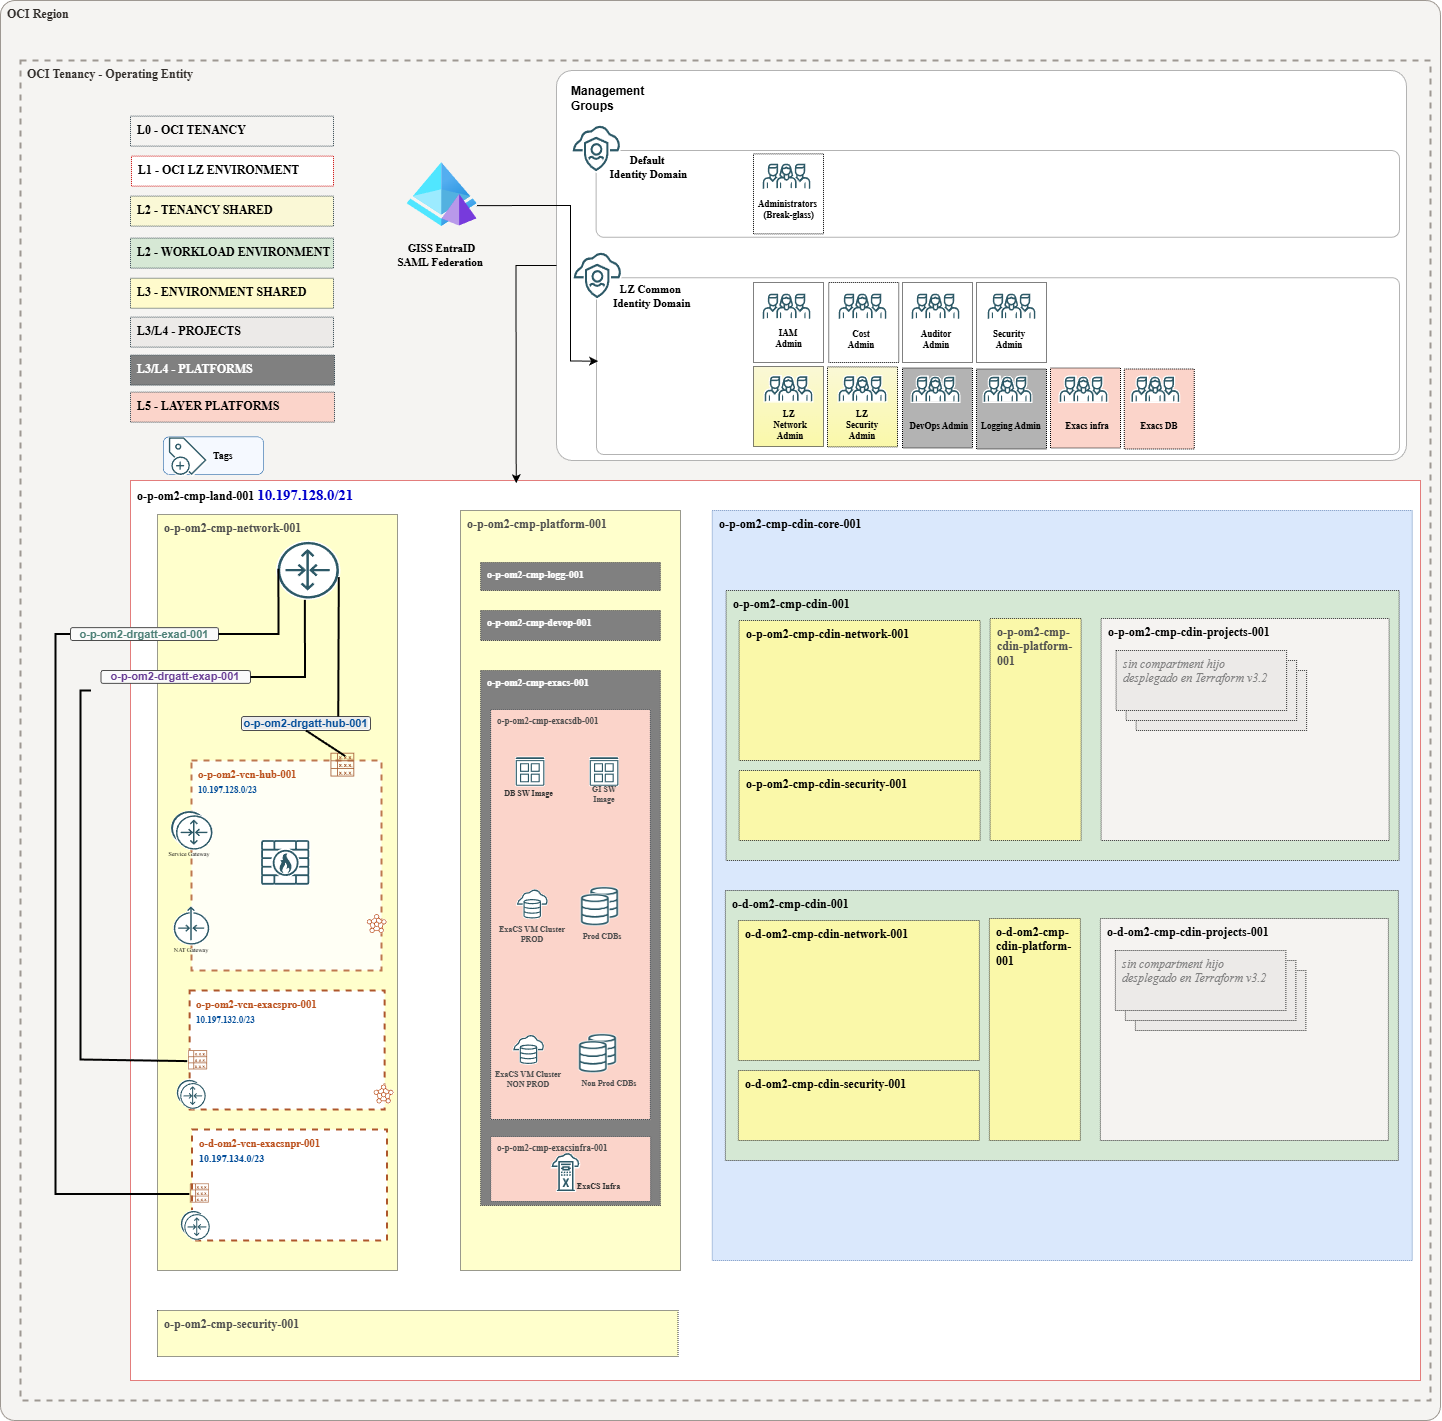 OCI Region
OCI Tenancy - Operating Entity
L0 - OCI TENANCY
L1 - OCI LZ ENVIRONMENT
L2 - TENANCY SHARED
L2 - WORKLOAD ENVIRONMENT
L3 - ENVIRONMENT SHARED
L3/L4 - PROJECTS
L3/L4 - PLATFORMS
L5 - LAYER PLATFORMS
Tags
GISS EntraID
SAML Federation
Management
Groups
Default
Identity Domain
Administrators
(Break-glass)
LZ Common
Identity Domain
IAM
Admin
Cost
Admin
Auditor
Admin
Security
Admin
LZ
Network
Admin
LZ
Security
Admin
DevOps Admin
Logging Admin
Exacs infra
Exacs DB
o-p-om2-cmp-land-001 10.197.128.0/21
o-p-om2-cmp-network-001
o-p-om2-drgatt-exad-001
o-p-om2-drgatt-exap-001
o-p-om2-drgatt-hub-001
o-p-om2-vcn-hub-001
10.197.128.0/23
Service Gateway
NAT Gateway
o-p-om2-vcn-exacspro-001
10.197.132.0/23
o-d-om2-vcn-exacsnpr-001
10.197.134.0/23
o-p-om2-cmp-platform-001
o-p-om2-cmp-logg-001
o-p-om2-cmp-devop-001
o-p-om2-cmp-exacs-001
o-p-om2-cmp-exacsdb-001
DB SW Image
GI SW
Image
ExaCS VM Cluster
PROD
Prod CDBs
ExaCS VM Cluster
NON PROD
Non Prod CDBs
o-p-om2-cmp-exacsinfra-001
ExaCS Infra
o-p-om2-cmp-security-001
o-p-om2-cmp-cdin-core-001
o-p-om2-cmp-cdin-001
o-p-om2-cmp-cdin-network-001
o-p-om2-cmp-cdin-security-001
o-p-om2-cmp-
cdin-platform-
001
o-p-om2-cmp-cdin-projects-001
sin compartment hijo
desplegado en Terraform v3.2
o-d-om2-cmp-cdin-001
o-d-om2-cmp-cdin-network-001
o-d-om2-cmp-cdin-security-001
o-d-om2-cmp-
cdin-platform-
001
o-d-om2-cmp-cdin-projects-001
sin compartment hijo
desplegado en Terraform v3.2